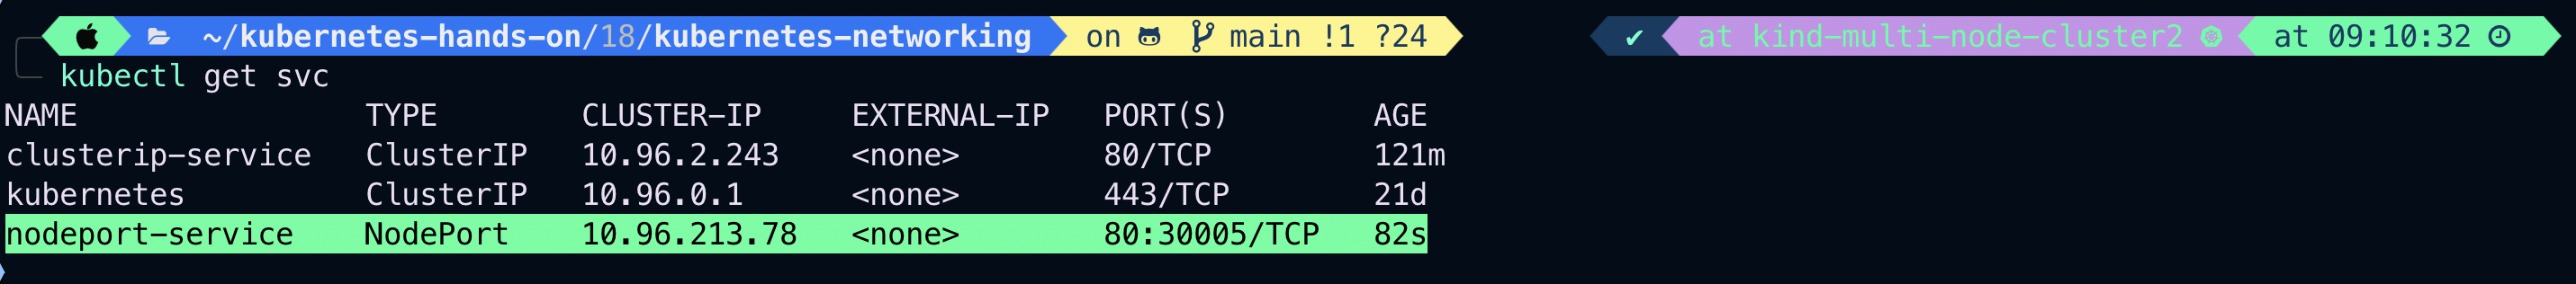 ~/kubernetes-hands-on/18/kubernetes-networking on main !1 ?24 ✔ at kind-multi-node-cluster2 at 09:10:32
kubectl get svc
NAME TYPE CLUSTER-IP EXTERNAL-IP PORT(S) AGE
clusterip-service ClusterIP 10.96.2.243 <none> 80/TCP 121m
kubernetes ClusterIP 10.96.0.1 <none> 443/TCP 21d
nodeport-service NodePort 10.96.213.78 <none> 80:30005/TCP 82s